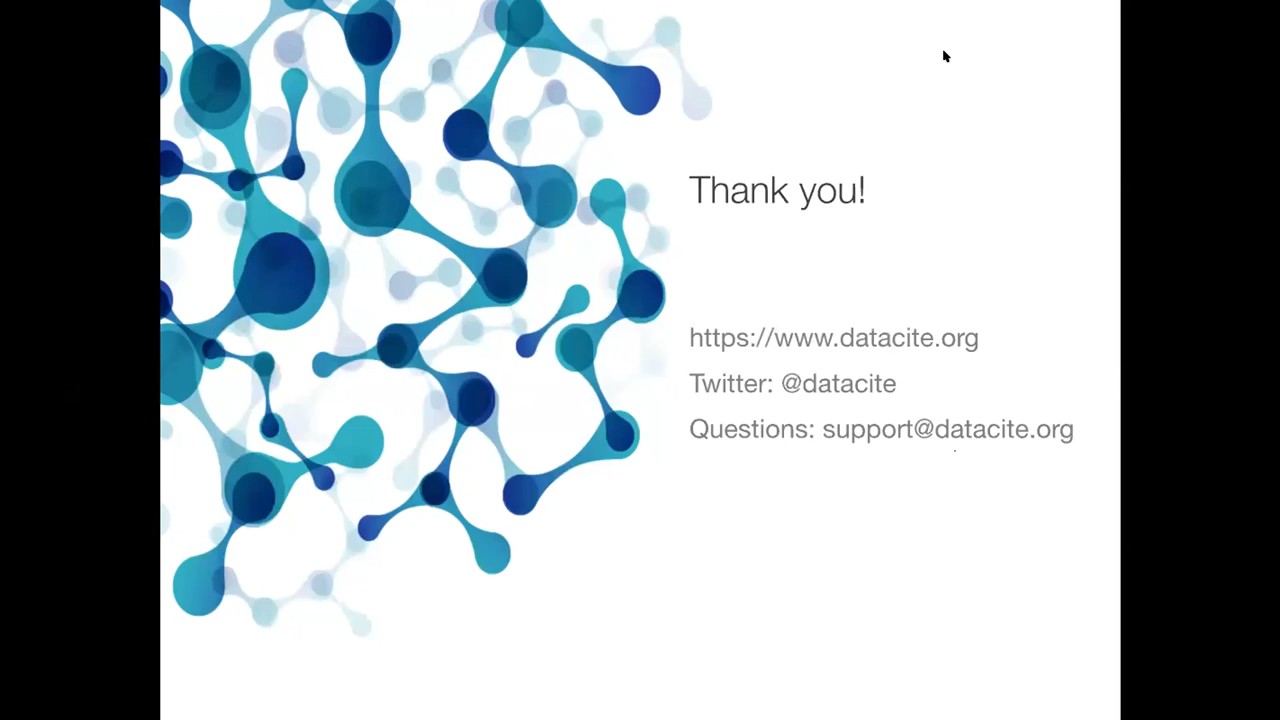 Thank you!
https://www.datacite.org
Twitter: @datacite
Questions: support@datacite.org